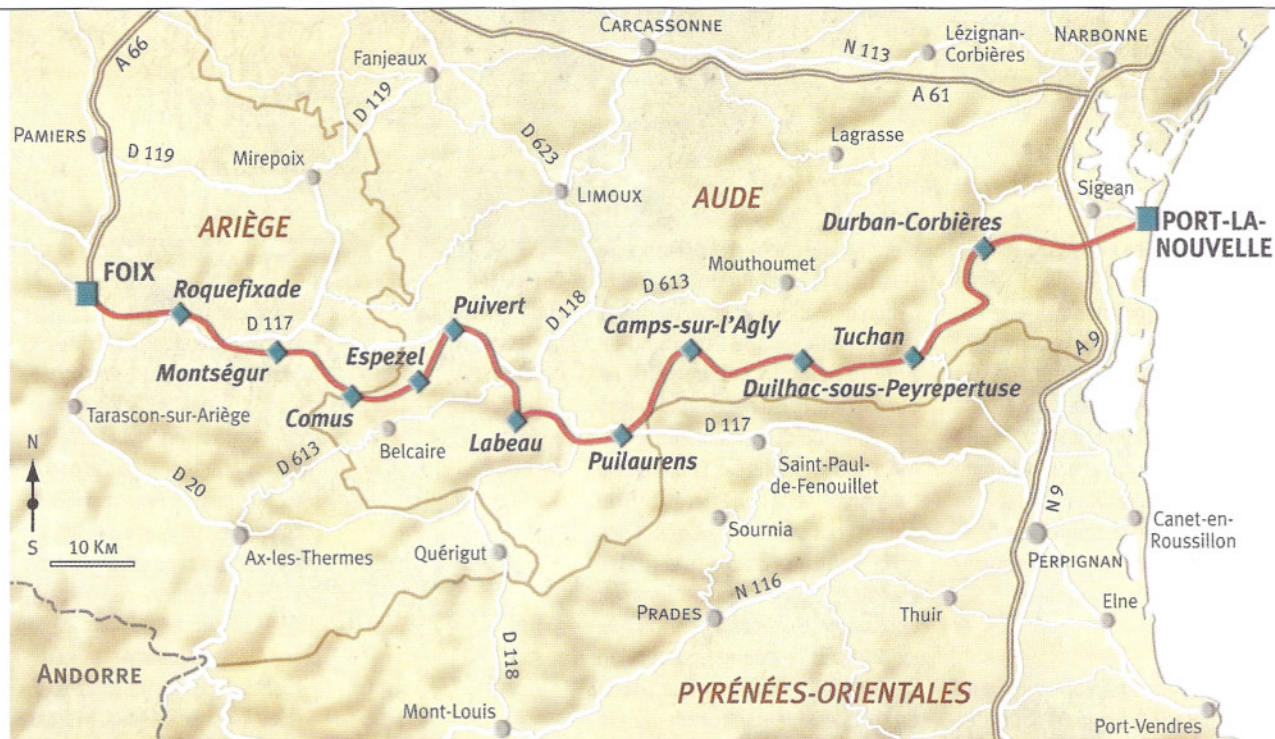 A 66
CARCASSONNE
N 113
LÉZIGNAN-
CORBIÈRES
NARBONNE
Fanjeaux
D 119
A 61
PAMIERS
D 119
Mirepoix
D 623
Lagrasse
LIMOUX
ARIÈGE
AUDE
Sigean
Durban-Corbières
PORT-LA-
NOUVELLE
FOIX
Roquefixade
Mouthoumet
D 613
D 118
D 117
Puivert
Camps-sur-l'Agly
Tuchan
A 9
Espezel
Montségur
Duilhac-sous-Peyrepertuse
Comus
Tarascon-sur-Ariège
Labeau
Belcaire
D 613
Puilaurens
D 117
Saint-Paul-
de-Fenouillet
N
S
10 KM
D 20
Sournia
N 9
Canet-en-
Roussillon
Ax-les-Thermes
Quérigut
PERPIGNAN
N 116
PRADES
Thuir
Elne
D 118
ANDORRE
PYRÉNÉES-ORIENTALES
Mont-Louis
Port-Vendres